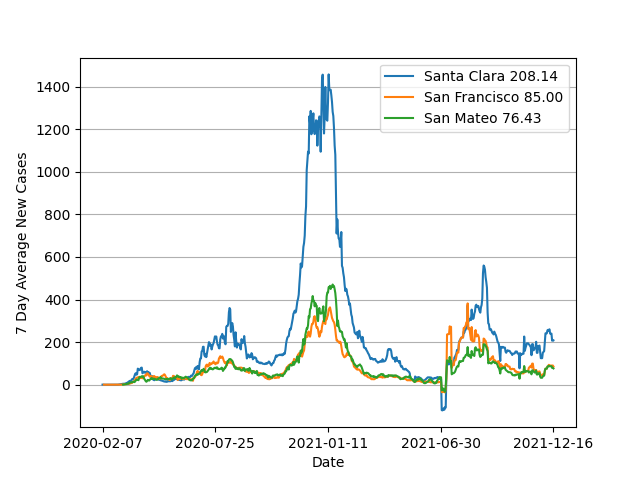 Santa Clara 208.14
San Francisco 85.00
San Mateo 76.43
7 Day Average New Cases
1400
1200
1000
800
600
400
200
0
2020-02-07 2020-07-25 2021-01-11 2021-06-30 2021-12-16
Date